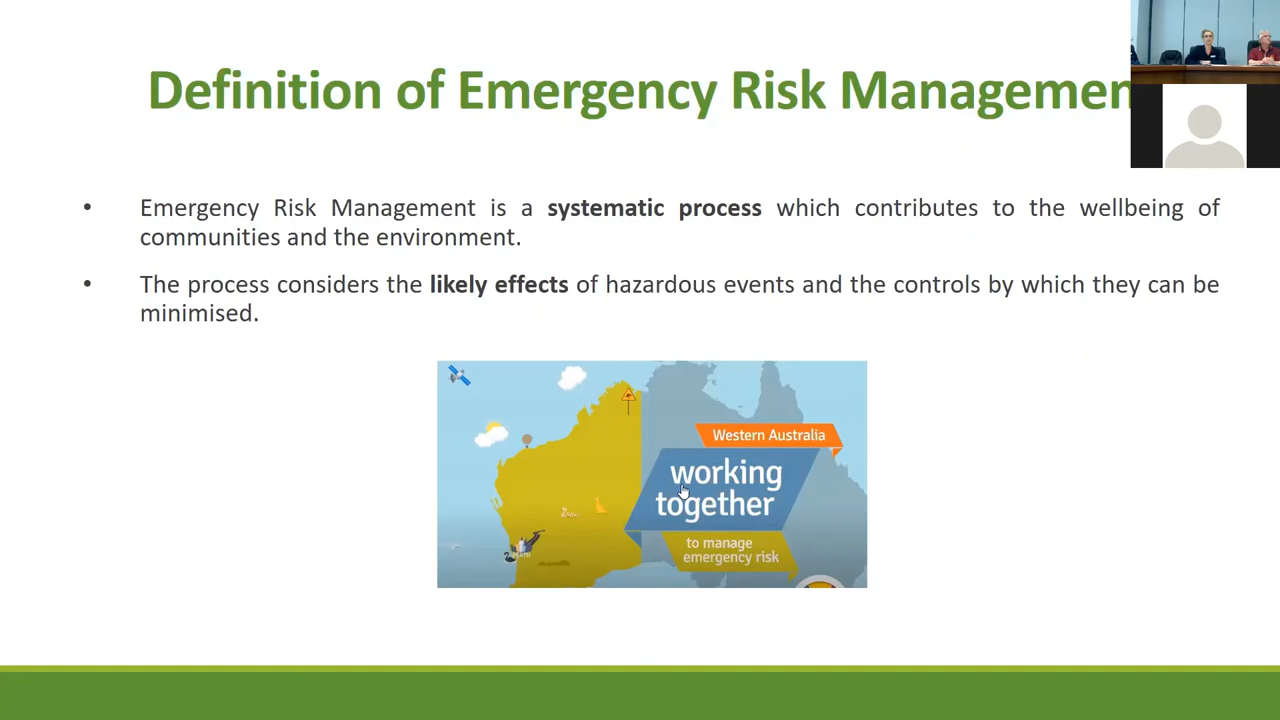 Definition of Emergency Risk Managemen
• Emergency Risk Management is a systematic process which contributes to the wellbeing of
communities and the environment.
• The process considers the likely effects of hazardous events and the controls by which they can be
minimised.
Western Australia
working
together
to manage
emergency risk